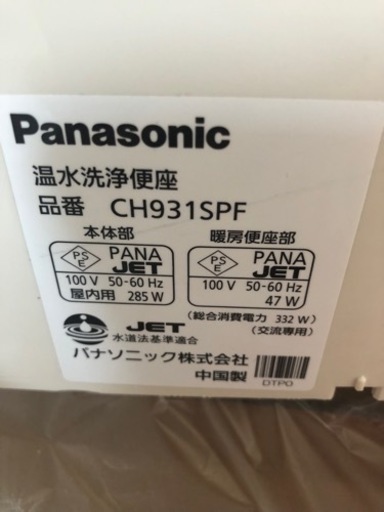 Panasonic
温水洗浄便座
品番 CH931SPF
本体部
PS E PANA JET
100 V 50-60 Hz
屋内用 285 W
暖房便座部
PS E PANA JET
100 V 50-60 Hz
47 W
(総合消費電力 332 W)
(交流専用)
JET
水道法基準適合
パナソニック株式会社
中国製
DTP0